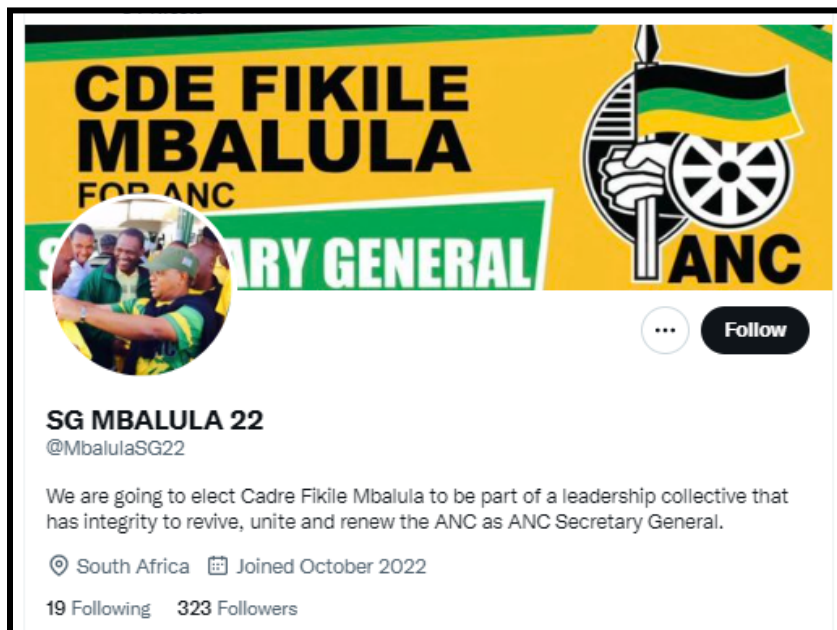 CDE FIKILE
MBALULA
FOR ANC
ARY GENERAL
ANC
Follow
SG MBALULA 22
@MbalulaSG22
We are going to elect Cadre Fikile Mbalula to be part of a leadership collective that
has integrity to revive, unite and renew the ANC as ANC Secretary General.
South Africa Joined October 2022
19 Following 323 Followers